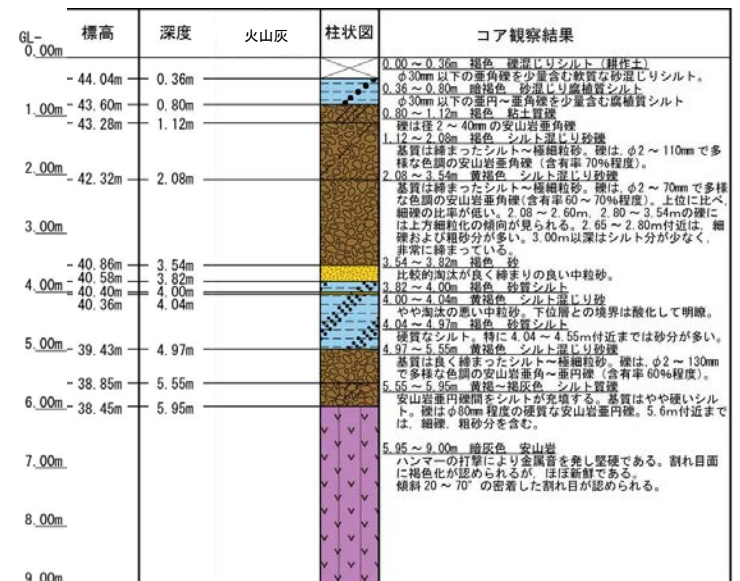 標高 深度 火山灰 柱状図 コア観察結果
GL-
0.00m
0.00～0.36m 褐色 礫混じりシルト（耕作土）
φ30mm以下の亜角礫を少量含む軟質な砂混じりシルト。
44.04m 0.36m
0.36～0.80m 暗褐色 砂混じり腐植質シルト
φ30mm以下の亜円～亜角礫を少量含む腐植質シルト
43.60m 0.80m
0.80～1.12m 褐色 粘土質礫
1.00m
礫は径2～40mmの安山岩亜角礫
43.28m 1.12m
1.12～2.08m 褐色 シルト混じり砂礫
基質は締まったシルト～極細粒砂。礫は,φ2～110mmで多
様な色調の安山岩亜角礫（含有率70%程度）。
2.00m
42.32m 2.08m
2.08～3.54m 黄褐色 シルト混じり砂礫
基質は締まったシルト～極細粒砂。礫は,φ2～70mmで多様
な色調の安山岩亜角礫(含有率60～70%程度)。上位に比べ,
細礫の比率が低い。2.08～2.60m, 2.80～3.54mの礫に
は上方細粒化の傾向が見られる。2.65～2.80m付近は, 細
礫および粗砂分が多い。3.00m以深はシルト分が少なく,
非常に締まっている。
3.00m
40.86m 3.54m
3.54～3.82m 褐色 砂
比較的淘汰が良く締まりの良い中粒砂。
40.58m 3.82m
3.82～4.00m 褐色 砂質シルト
4.00m
40.40m 4.00m
4.00～4.04m 黄褐色 シルト混じり砂
やや淘汰の悪い中粒砂。下位層との境界は酸化して明瞭。
40.36m 4.04m
4.04～4.97m 褐色 砂質シルト
硬質なシルト。特に4.04～4.55m付近までは砂分が多い。
5.00m
39.43m 4.97m
4.97～5.55m 黄褐色 シルト混じり砂礫
基質は良く締まったシルト～極細粒砂。礫は,φ2～130mm
で多様な色調の安山岩亜角～亜円礫（含有率60%程度）。
38.85m 5.55m
5.55～5.95m 黄褐～褐灰色 シルト質礫
安山岩亜円礫間をシルトが充填する。基質はやや硬いシル
ト。礫はφ80mm程度の硬質な安山岩亜円礫。5.6m付近まで
は, 細礫, 粗砂分を含む。
6.00m
38.45m 5.95m
5.95～9.00m 暗灰色 安山岩
ハンマーの打撃により金属音を発し堅硬である。割れ目面
に褐色化が認められるが, ほぼ新鮮である。
傾斜20～70°の密着した割れ目が認められる。
7.00m
8.00m
9.00m